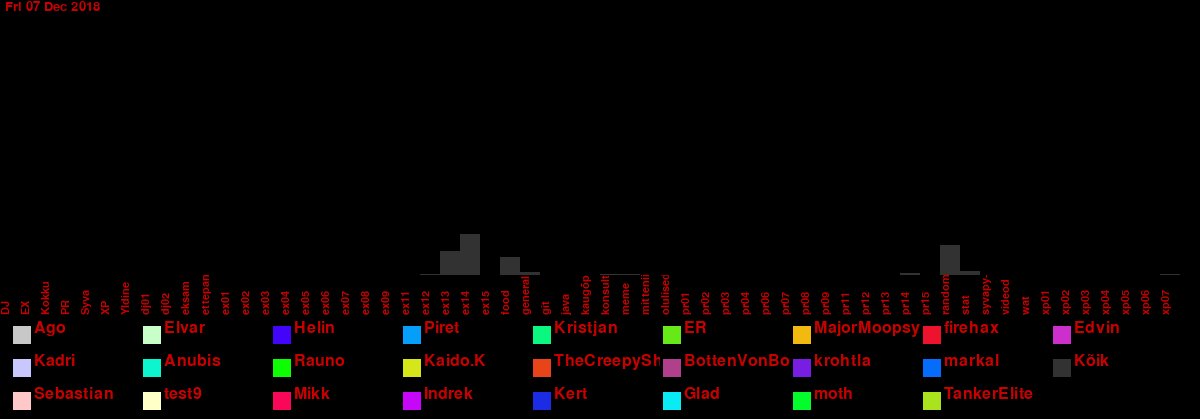 Fri 07 Dec 2018
DJ EX Kokku PR Syva XP Yldine dj01 dj02 eksam ettepan ex01 ex02 ex03 ex04 ex05 ex06 ex07 ex08 ex09 ex11 ex12 ex13 ex14 ex15 food general git java kaugõp konsult meme mittenii olulised pr01 pr02 pr03 pr04 pr06 pr07 pr08 pr09 pr11 pr12 pr13 pr14 pr15 random stat syvapy- videod wat xp01 xp02 xp03 xp04 xp05 xp06 xp07
Ago Elvar Helin Piret Kristjan ER MajorMoopsy firehax Edvin
Kadri Anubis Rauno Kaido.K TheCreepySh BottenVonBo krohtla markal Kõik
Sebastian test9 Mikk Indrek Kert Glad moth TankerElite